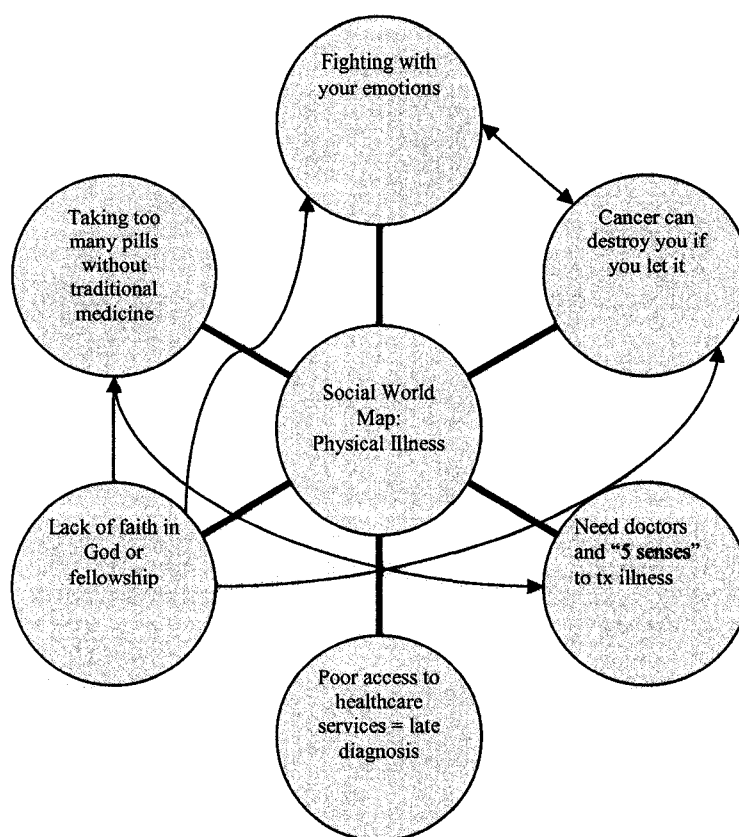 Fighting with
your emotions
Taking too
many pills
without
traditional
medicine
Cancer can
destroy you if
you let it
Social World
Map:
Physical Illness
Lack of faith in
God or
fellowship
Need doctors
and “5 senses”
to tx illness
Poor access to
healthcare
services = late
diagnosis